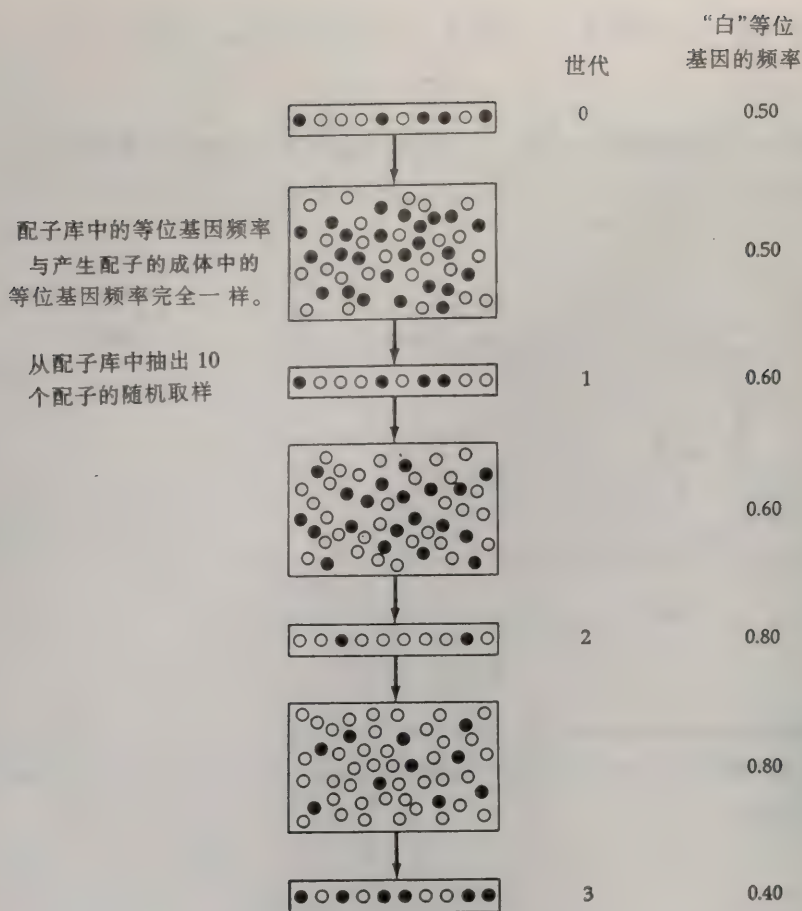 “白”等位
世代
基因的频率
0
0.50
配子库中的等位基因频率
与产生配子的成体中的
等位基因频率完全一样。
0.50
从配子库中抽出 10
个配子的随机取样
1
0.60
0.60
2
0.80
0.80
3
0.40